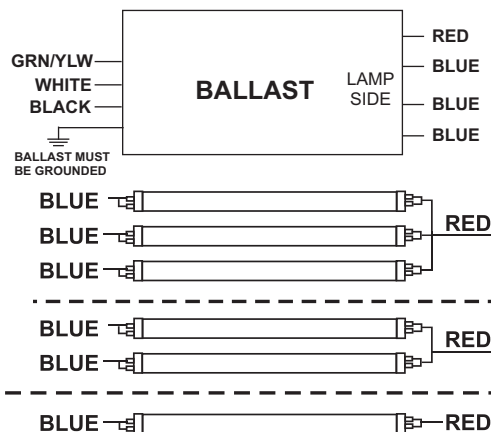 RED
GRN/YLW
BLUE
WHITE
BALLAST
LAMP
SIDE
BLACK
BLUE
BLUE
BALLAST MUST
BE GROUNDED
BLUE
BLUE
RED
BLUE
BLUE
RED
BLUE
BLUE
RED